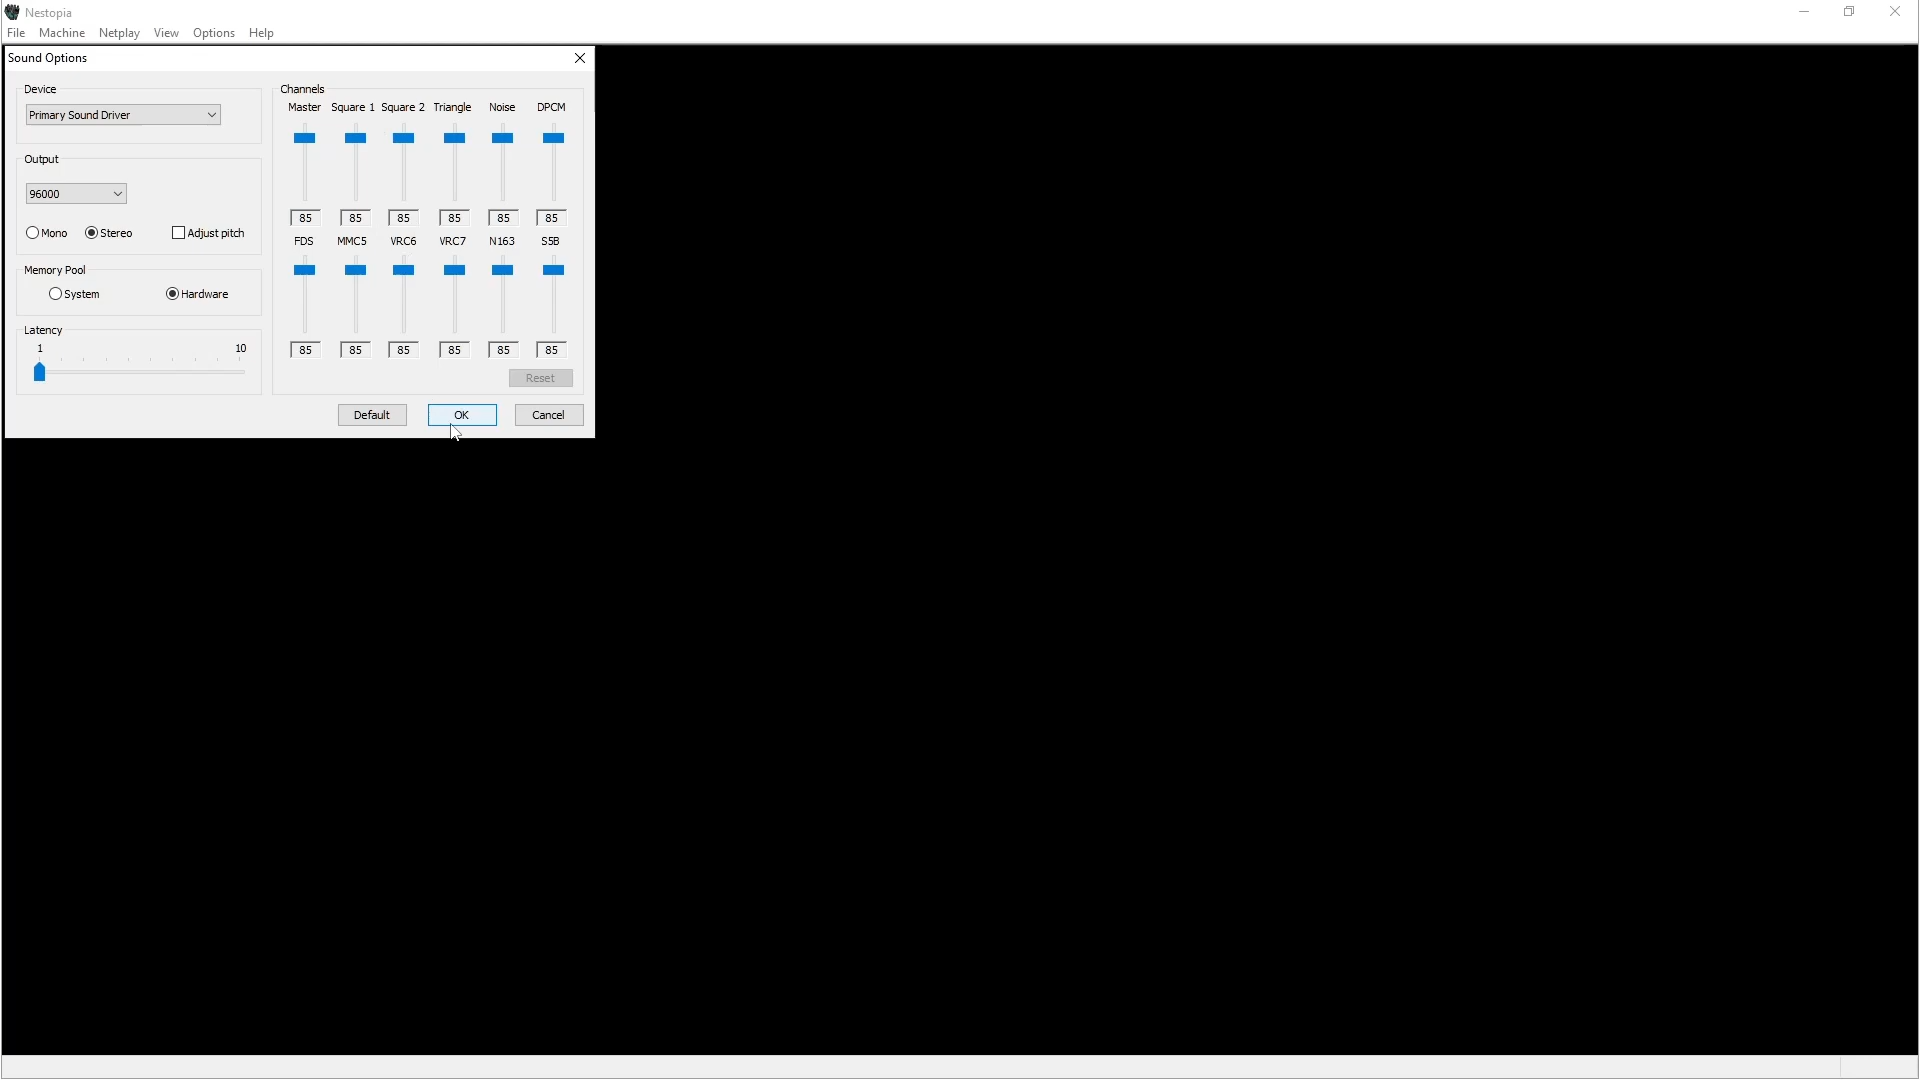 Nestopia
File Machine Netplay View Options Help
Sound Options
Device
Primary Sound Driver
Output
96000
Mono Stereo Adjust pitch
Memory Pool
System Hardware
Latency
1 10
Channels
Master Square 1 Square 2 Triangle Noise DPCM
85 85 85 85 85 85
FDS MMC5 VRC6 VRC7 N163 S5B
85 85 85 85 85 85
Reset
Default OK Cancel